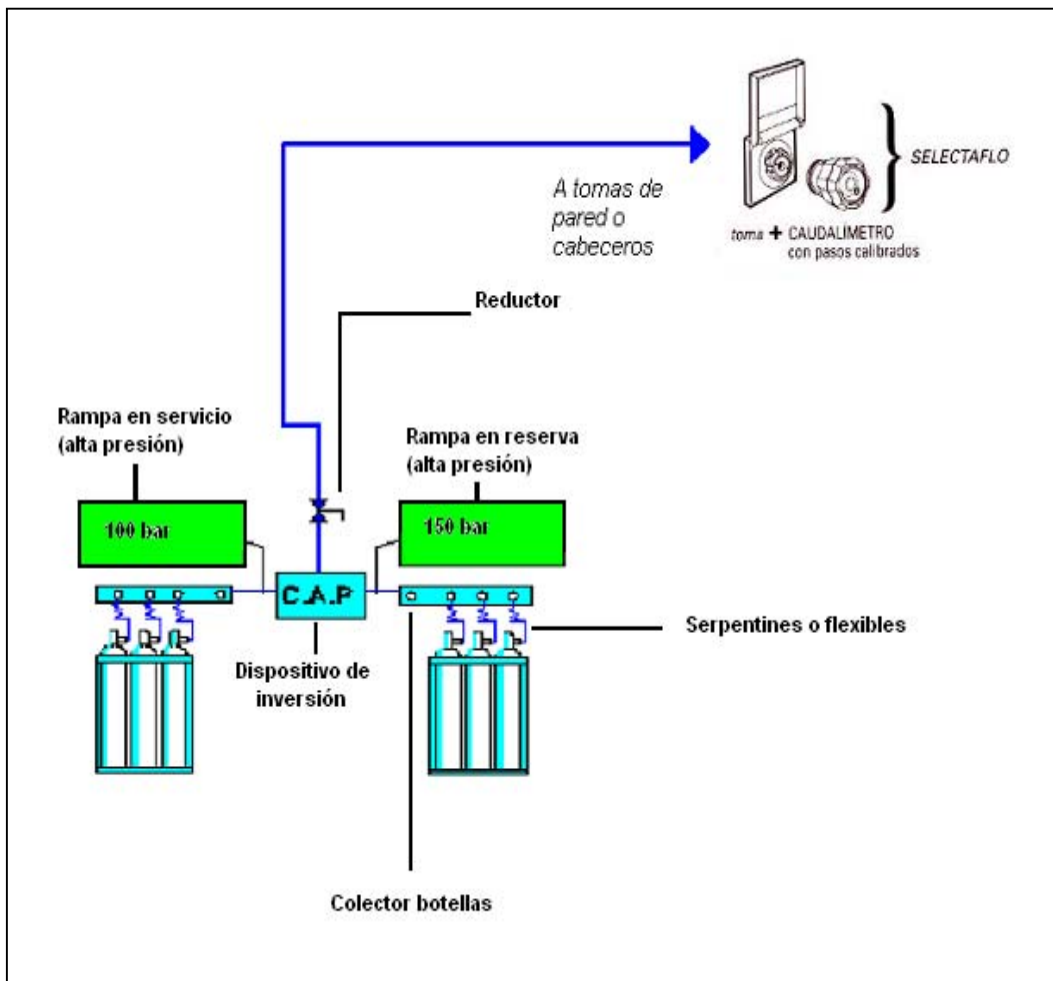 SELECTAFLO
A tomas de
pared o
cabeceros
toma + CAUDALÍMETRO
con pasos calibrados
Reductor
Rampa en servicio
(alta presión)
Rampa en reserva
(alta presión)
100 bar
150 bar
C.A.P
Serpentines o flexibles
Dispositivo de
inversión
Colector botellas